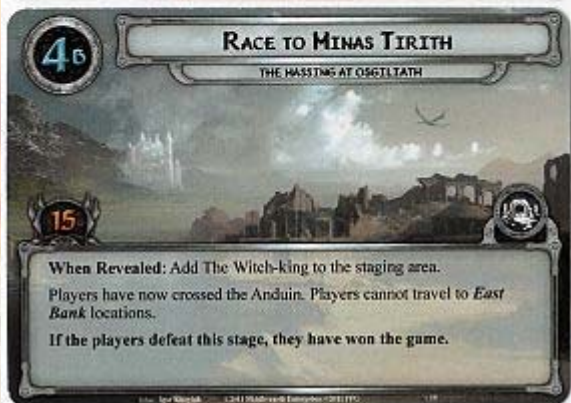 4B
RACE TO MINAS TIRITH
THE MASSING AT OSGILIATH
15
When Revealed: Add The Witch-king to the staging area.
Players have now crossed the Anduin. Players cannot travel to East
Bank locations.
If the players defeat this stage, they have won the game.